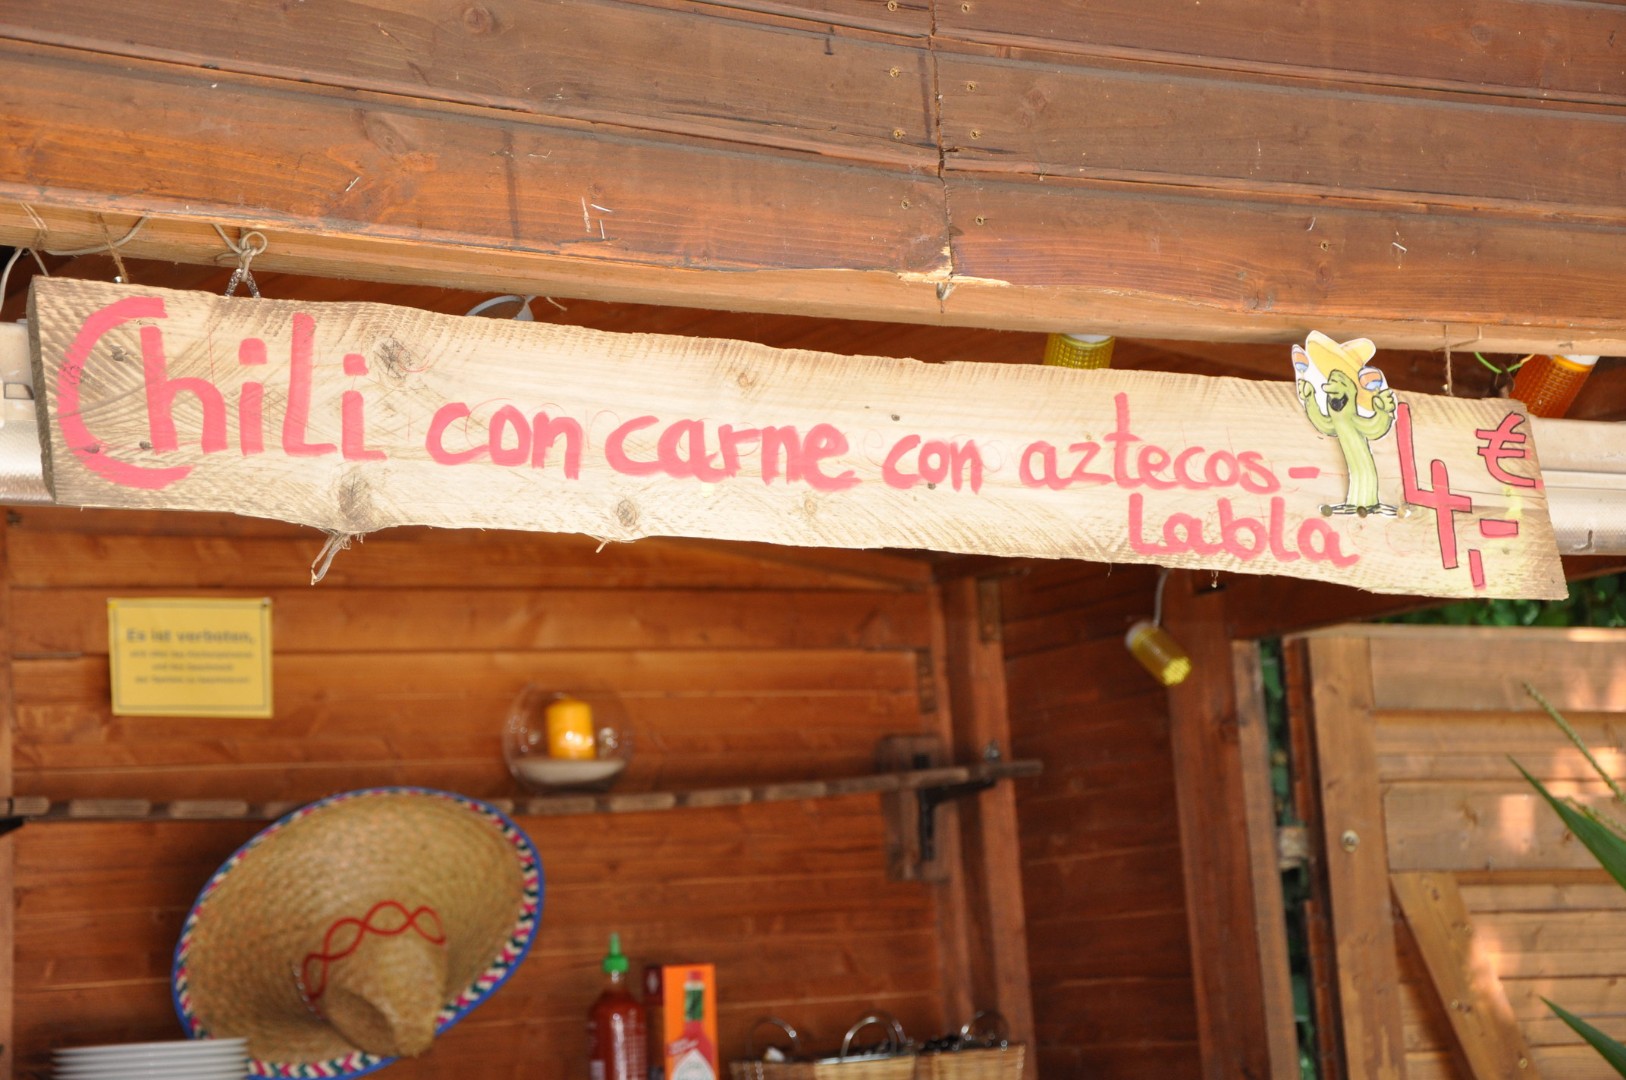 Chili con carne con aztecos-
labla
4,- €
Es ist verboten,